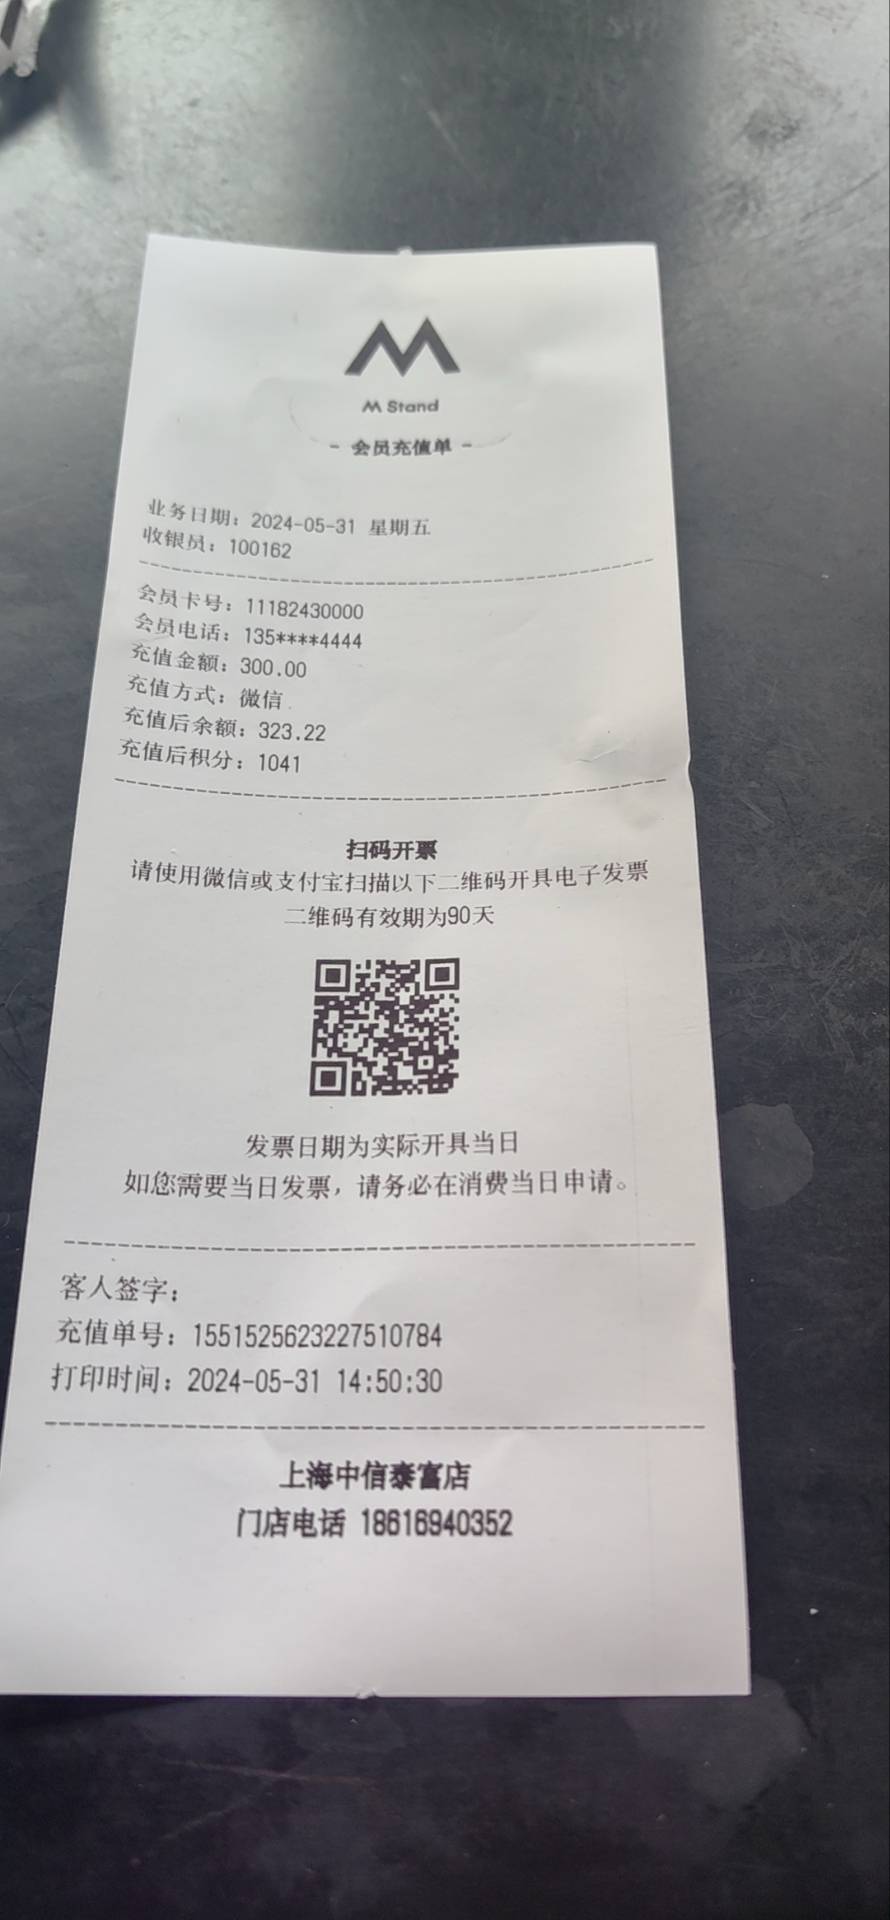 M Stand
- 会员充值单 -
业务日期：2024-05-31 星期五
收银员：100162
会员卡号：11182430000
会员电话：135****4444
充值金额：300.00
充值方式：微信
充值后余额：323.22
充值后积分：1041
扫码开票
请使用微信或支付宝扫描以下二维码开具电子发票
二维码有效期为90天
发票日期为实际开具当日
如您需要当日发票，请务必在消费当日申请。
客人签字：
充值单号：1551525623227510784
打印时间：2024-05-31 14:50:30
上海中信泰富店
门店电话 18616940352